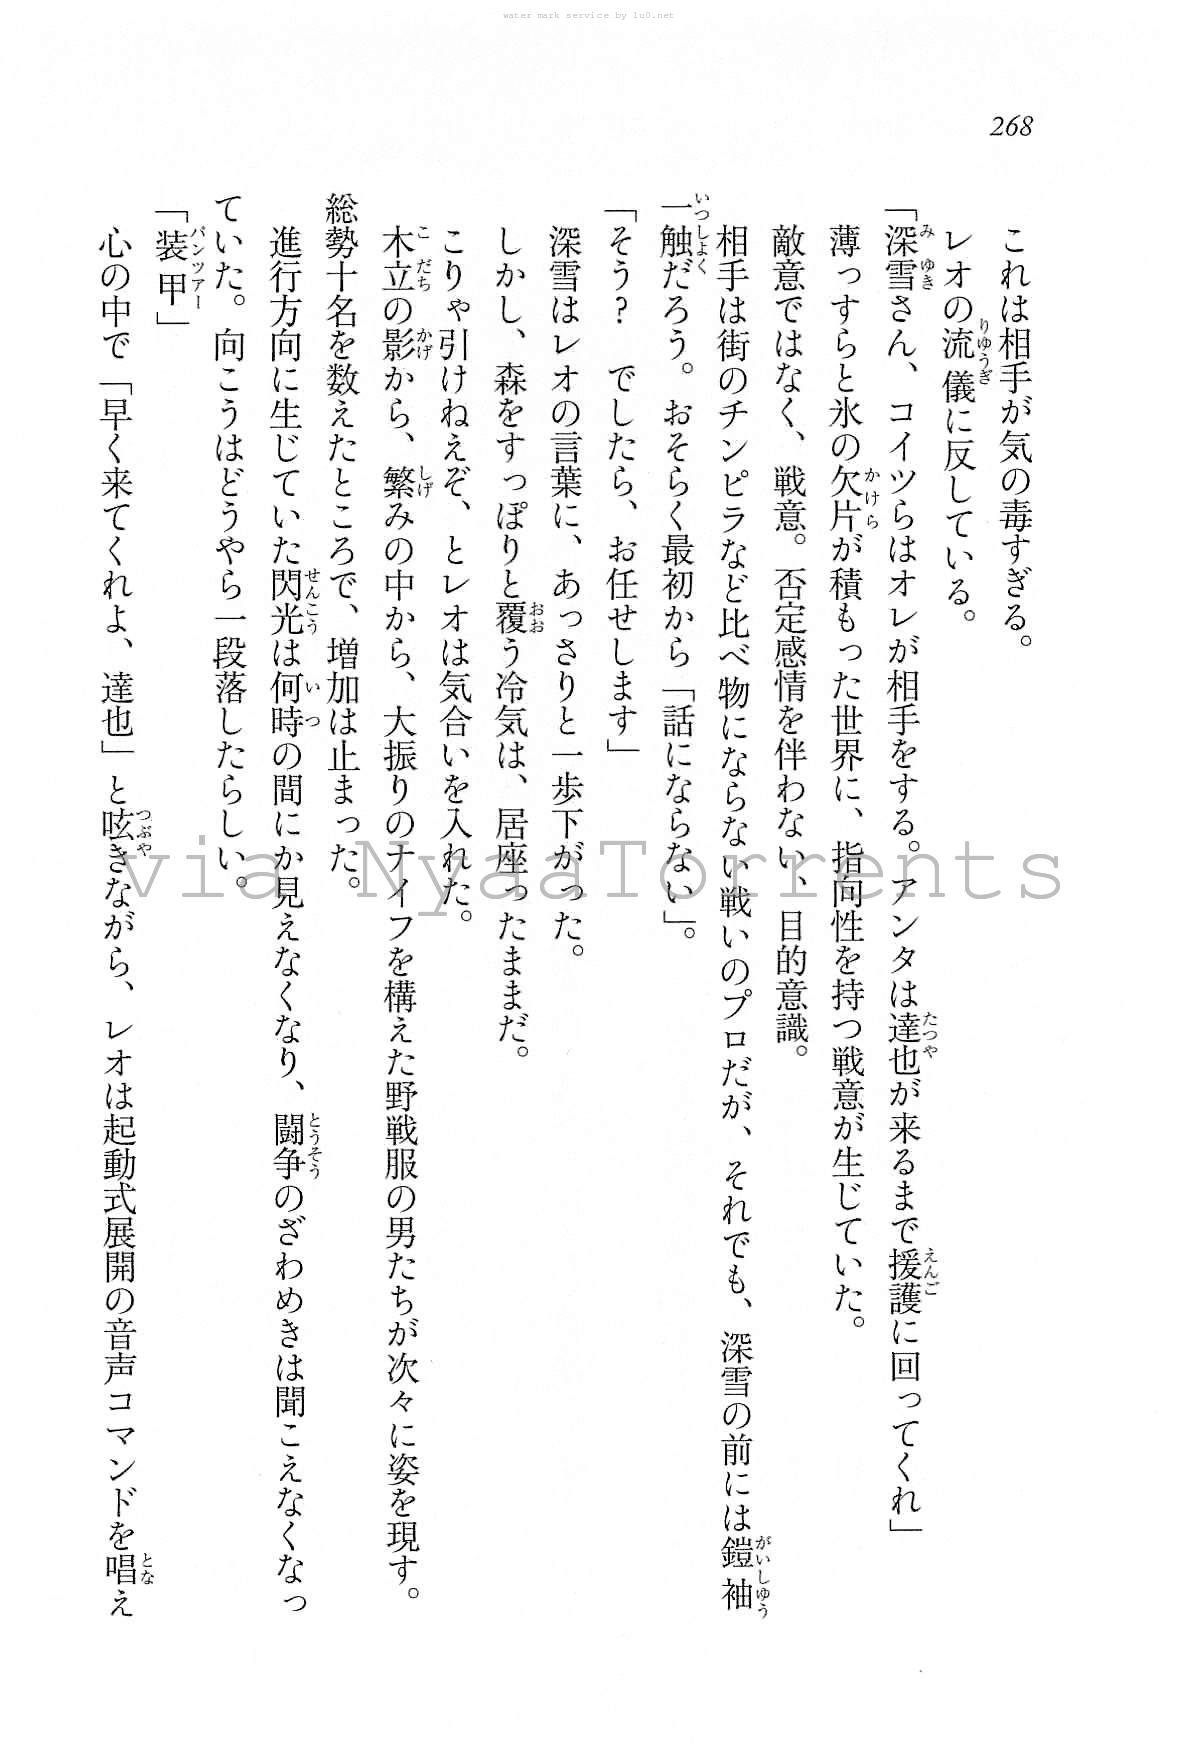 water mark service by lu0.net
268
これは相手が気の毒すぎる。
レオの流儀に反している。
「深雪さん、コイツらはオレが相手をする。アンタは達也が来るまで援護に回ってくれ」
薄っすらと氷の欠片が積もった世界に、指向性を持つ戦意が生じていた。
敵意ではなく、戦意。否定感情を伴わない、目的意識。
相手は街のチンピラなど比べ物にならない戦いのプロだが、それでも、深雪の前には鎧袖
一触だろう。おそらく最初から「話にならない」。
「そう？　でしたら、お任せします」
深雪はレオの言葉に、あっさりと一歩下がった。
しかし、森をすっぽりと覆う冷気は、居座ったままだ。
こりゃ引けねえぞ、とレオは気合いを入れた。
木立の影から、繁みの中から、大振りのナイフを構えた野戦服の男たちが次々に姿を現す。
総勢十名を数えたところで、増加は止まった。
進行方向に生じていた閃光は何時の間にか見えなくなり、闘争のざわめきは聞こえなくなっ
ていた。向こうはどうやら一段落したらしい。
「装甲」
心の中で「早く来てくれよ、達也」と呟きながら、レオは起動式展開の音声コマンドを唱え
via NyaaTorrents